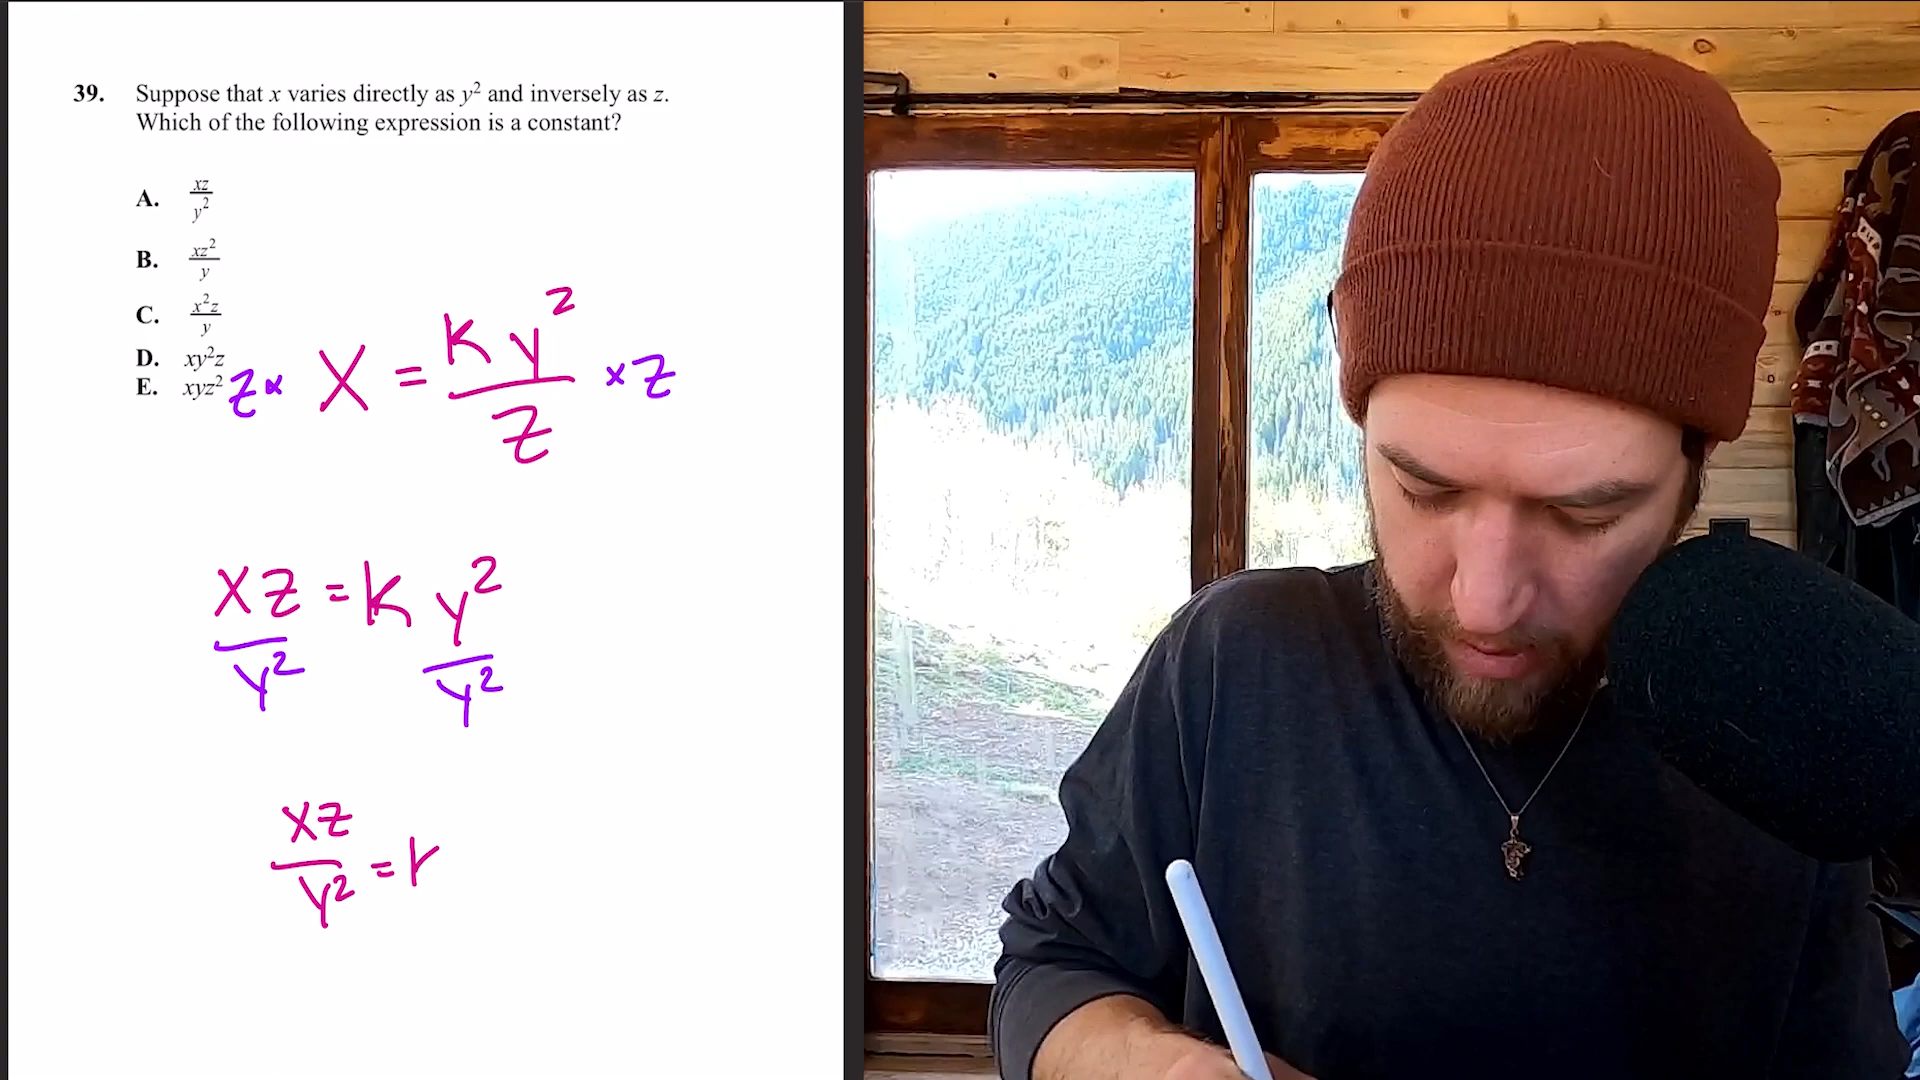 39. Suppose that x varies directly as y² and inversely as z.
Which of the following expression is a constant?
A. xz/y²
B. xz²/y
C. x²z/y
D. xy²z
E. xyz²
z× x = ky²/z ×z
xz/y² = k y²/y²
xz/y² =